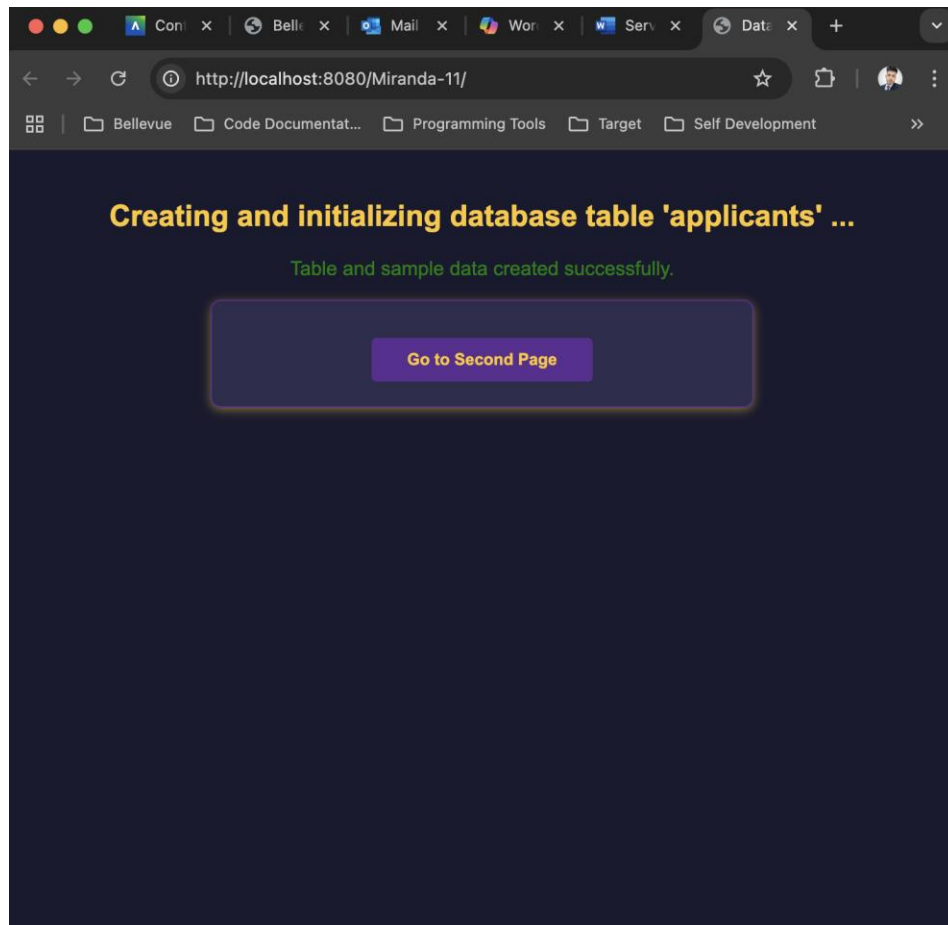 Con
Belle
Mail
Wor
Serv
Data
http://localhost:8080/Miranda-11/
Bellevue
Code Documentat...
Programming Tools
Target
Self Development
Creating and initializing database table 'applicants' ...
Table and sample data created successfully.
Go to Second Page